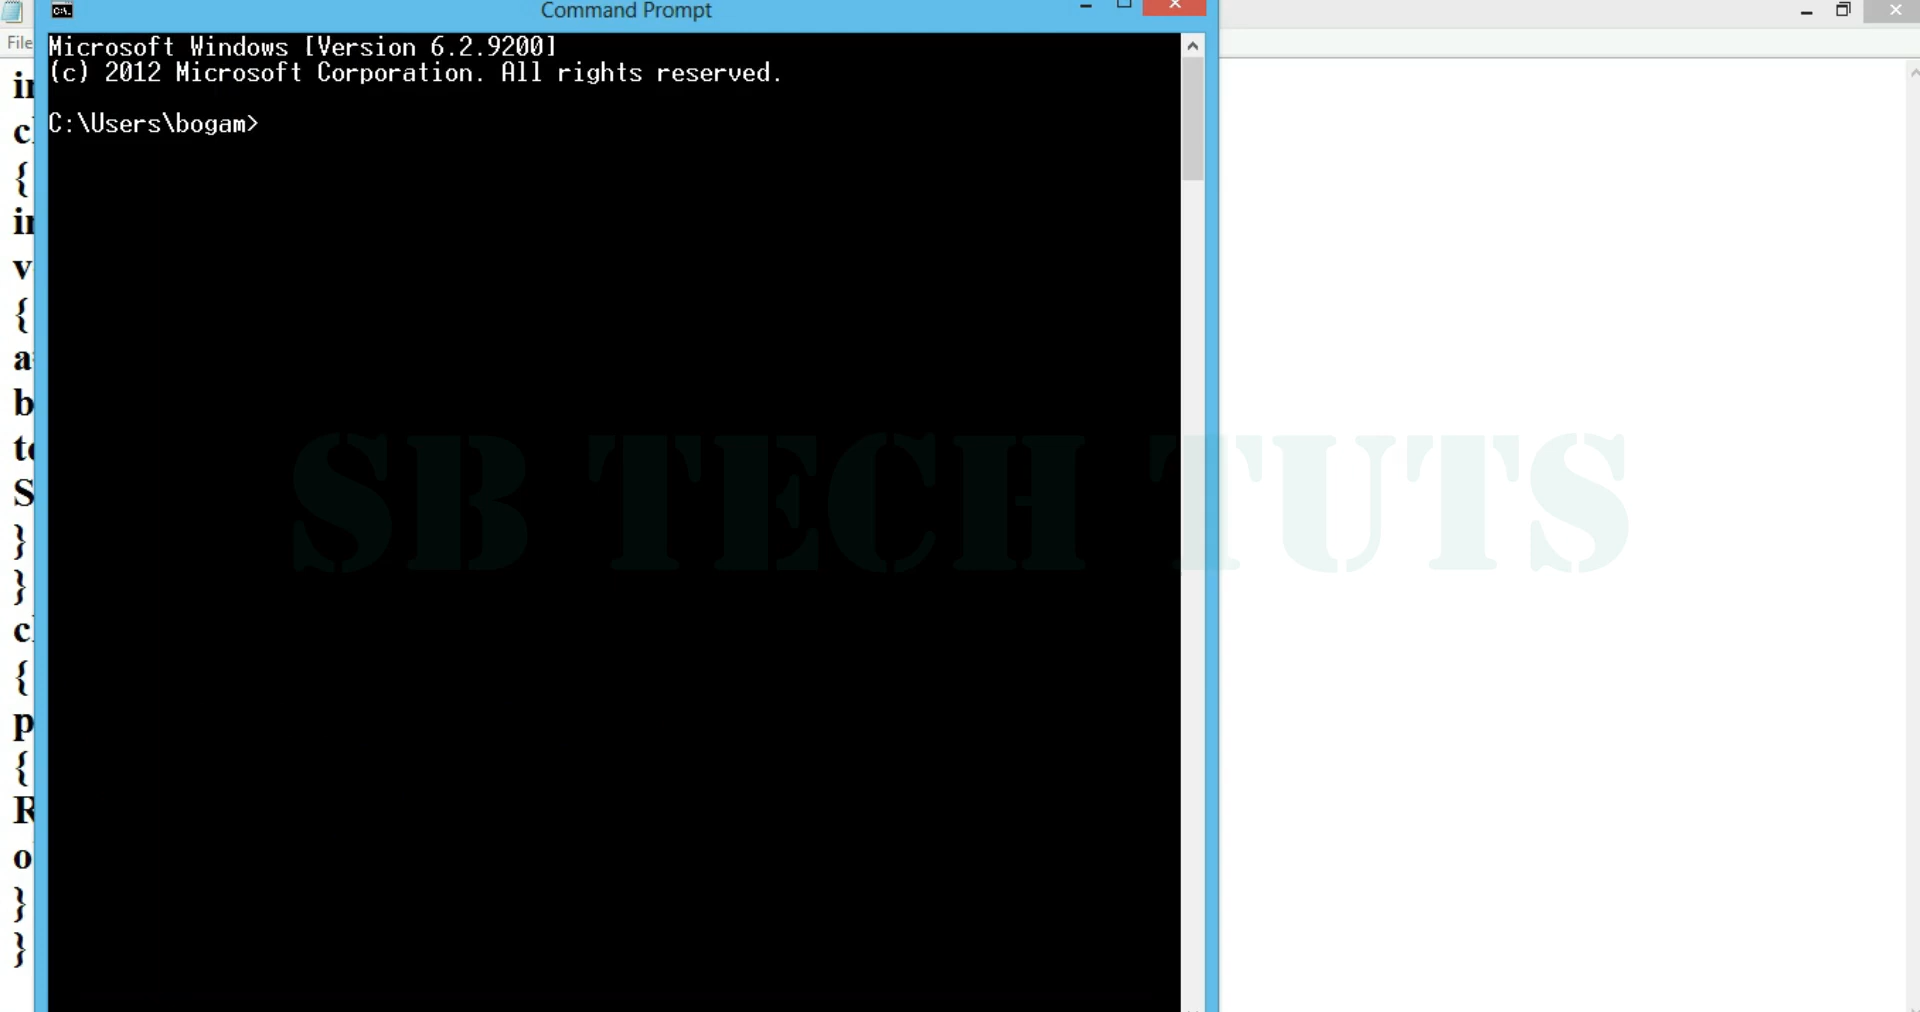 Command Prompt
File
Microsoft Windows [Version 6.2.9200]
(c) 2012 Microsoft Corporation. All rights reserved.
C:\Users\bogam>
{
{
}
}
{
{
}
}
SB TECH TUTS